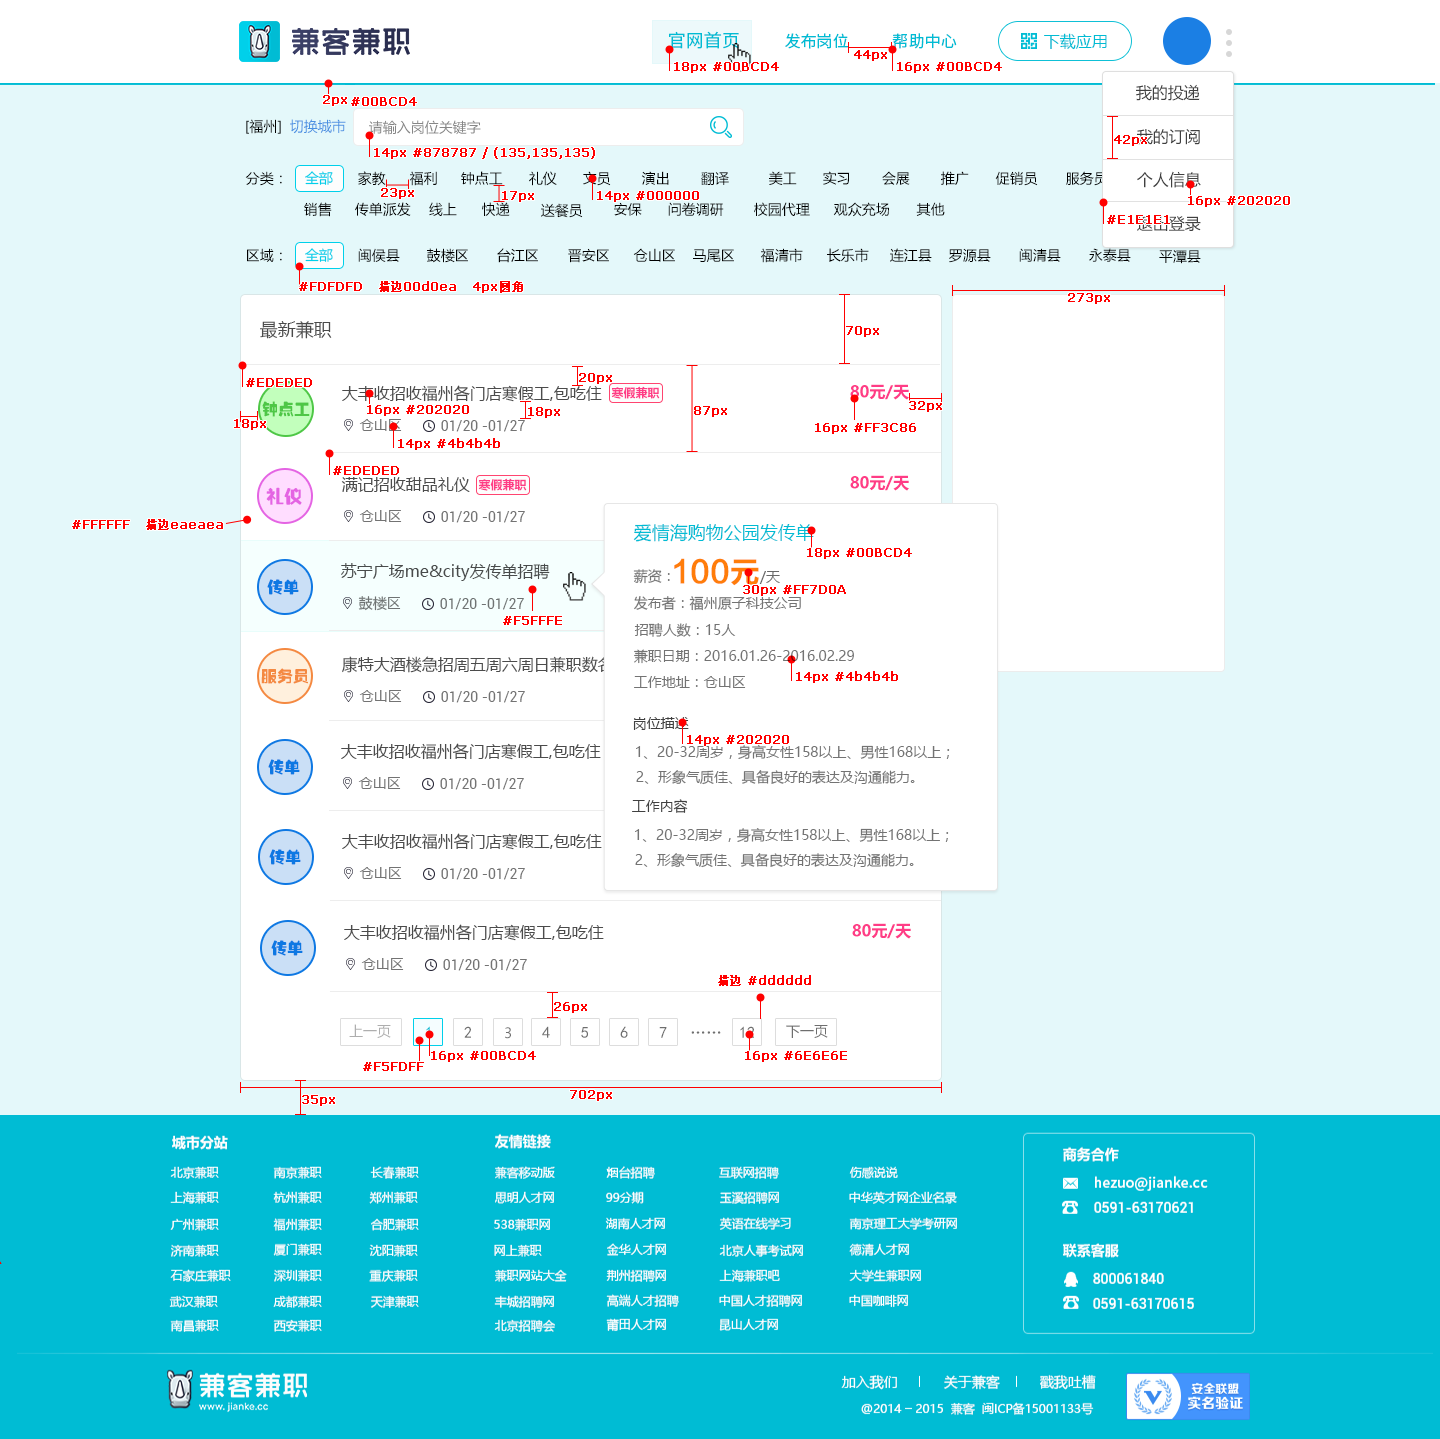 兼客兼职 官网首页 发布岗位 帮助中心 下载应用
18px #00BCD4 44px 16px #00BCD4
2px #00BCD4
我的投递
我的订阅
42px
个人信息
16px #202020
#E1E1E1
退出登录
[福州] 切换城市 请输入岗位关键字
14px #878787 / (135,135,135)
分类： 全部 家教 福利 钟点工 礼仪 文员 演出 翻译 美工 实习 会展 推广 促销员 服务员
23px 17px 14px #000000
销售 传单派发 线上 快递 送餐员 安保 问卷调研 校园代理 观众充场 其他
区域： 全部 闽侯县 鼓楼区 台江区 晋安区 仓山区 马尾区 福清市 长乐市 连江县 罗源县 闽清县 永泰县 平潭县
#FDFDFD 描边00d0ea 4px圆角
273px
最新兼职
70px
#EDEDED
20px
钟点工 大丰收招收福州各门店寒假工,包吃住 寒假兼职 80元/天
16px #202020 18px 87px 32px
18px 仓山区 01/20 -01/27
16px #FF3C86
14px #4b4b4b
#EDEDED
礼仪 满记招收甜品礼仪 寒假兼职 80元/天
仓山区 01/20 -01/27
#FFFFFF 描边eaeaea
传单 苏宁广场me&city发传单招聘
鼓楼区 01/20 -01/27
#F5FFFE
服务员 康特大酒楼急招周五周六周日兼职数名
仓山区 01/20 -01/27
传单 大丰收招收福州各门店寒假工,包吃住
仓山区 01/20 -01/27
传单 大丰收招收福州各门店寒假工,包吃住
仓山区 01/20 -01/27
传单 大丰收招收福州各门店寒假工,包吃住 80元/天
仓山区 01/20 -01/27
爱情海购物公园发传单
18px #00BCD4
薪资：100元/天
30px #FF7D0A
发布者：福州原子科技公司
招聘人数：15人
兼职日期：2016.01.26-2016.02.29
14px #4b4b4b
工作地址：仓山区
岗位描述
14px #202020
1、20-32周岁，身高女性158以上、男性168以上；
2、形象气质佳、具备良好的表达及沟通能力。
工作内容
1、20-32周岁，身高女性158以上、男性168以上；
2、形象气质佳、具备良好的表达及沟通能力。
描边 #dddddd
26px
上一页 1 2 3 4 5 6 7 …… 12 下一页
16px #00BCD4 16px #6E6E6E
#F5FDFF
702px
35px
城市分站 友情链接
北京兼职 南京兼职 长春兼职 兼客移动版 烟台招聘 互联网招聘 伤感说说
上海兼职 杭州兼职 郑州兼职 思明人才网 99分期 玉溪招聘网 中华英才网企业名录
广州兼职 福州兼职 合肥兼职 538兼职网 湖南人才网 英语在线学习 南京理工大学考研网
济南兼职 厦门兼职 沈阳兼职 网上兼职 金华人才网 北京人事考试网 德清人才网
石家庄兼职 深圳兼职 重庆兼职 兼职网站大全 荆州招聘网 上海兼职吧 大学生兼职网
武汉兼职 成都兼职 天津兼职 丰城招聘网 高端人才招聘 中国人才招聘网 中国咖啡网
南昌兼职 西安兼职 北京招聘会 莆田人才网 昆山人才网
商务合作
hezuo@jianke.cc
0591-63170621
联系客服
800061840
0591-63170615
兼客兼职
www.jianke.cc
加入我们 | 关于兼客 | 戳我吐槽
@2014 – 2015 兼客 闽ICP备15001133号
安全联盟
实名验证